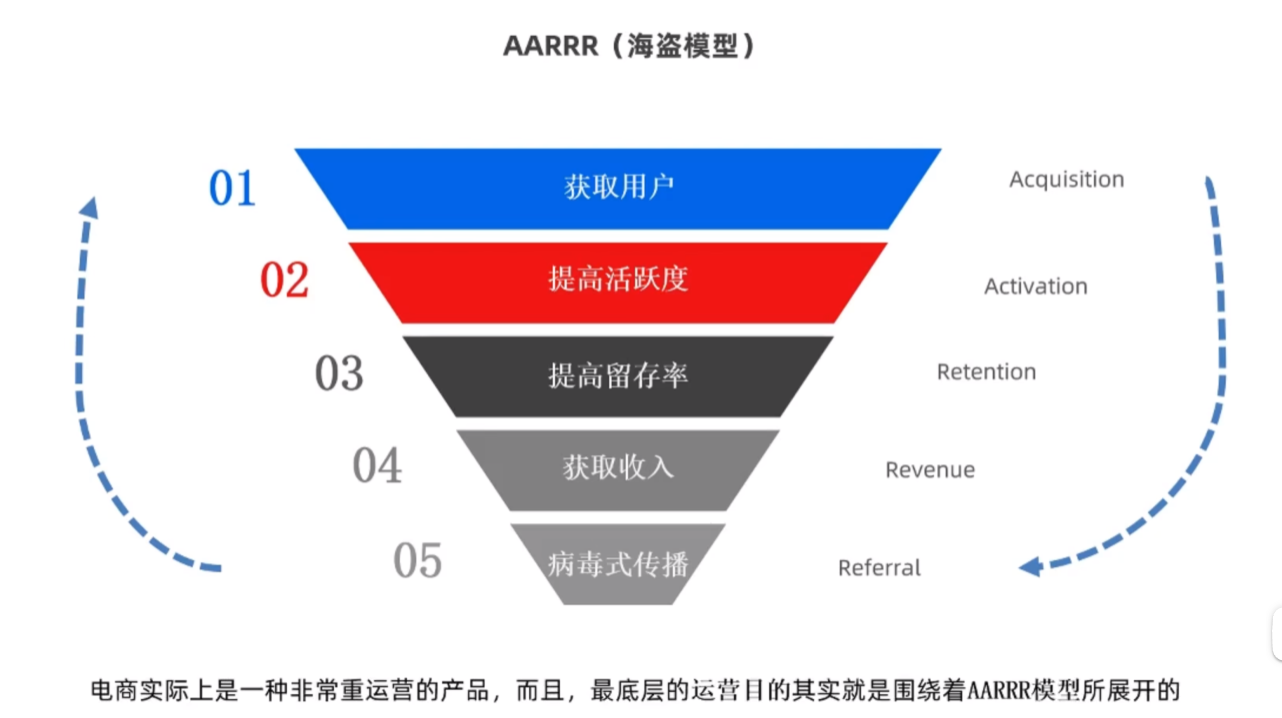 AARRR（海盗模型）
01 获取用户 Acquisition
02 提高活跃度 Activation
03 提高留存率 Retention
04 获取收入 Revenue
05 病毒式传播 Referral
电商实际上是一种非常重运营的产品，而且，最底层的运营目的其实就是围绕着AARRR模型所展开的